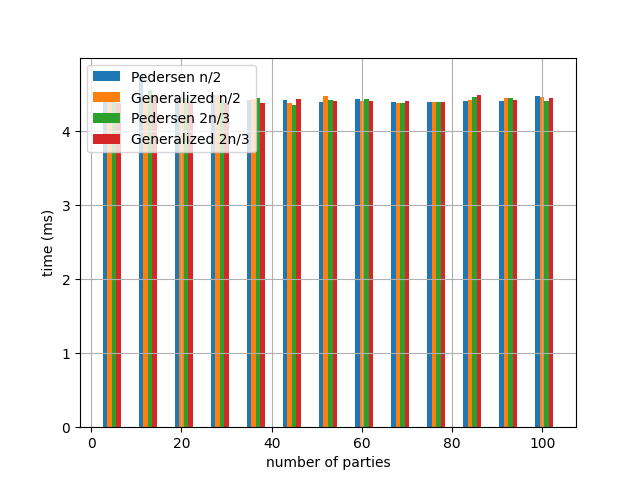 Pedersen n/2
Generalized n/2
Pedersen 2n/3
Generalized 2n/3
4
3
2
1
0
time (ms)
0 20 40 60 80 100
number of parties